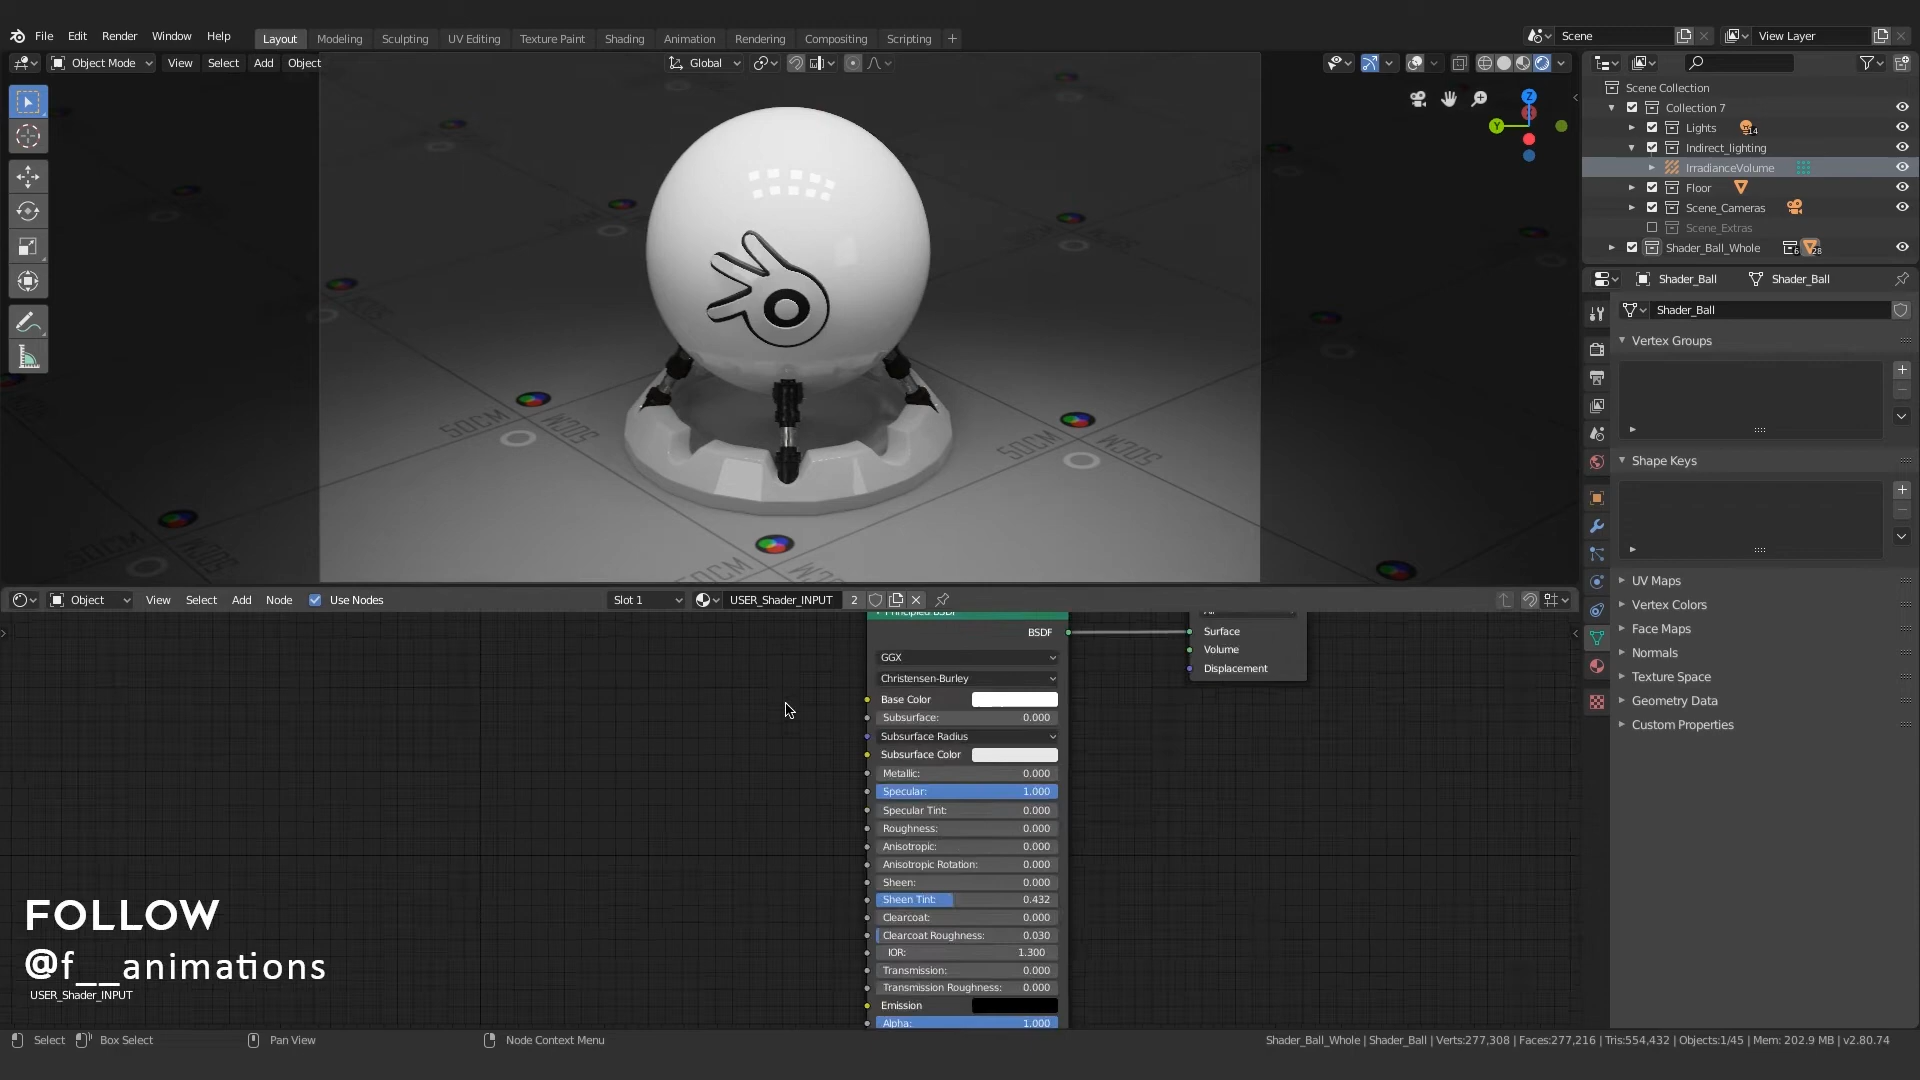 File Edit Render Window Help Layout Modeling Sculpting UV Editing Texture Paint Shading Animation Rendering Compositing Scripting + Scene View Layer
Object Mode View Select Add Object Global
Scene Collection
Collection 7
Lights 14
Indirect_lighting
IrradianceVolume
Floor
Scene_Cameras
Scene_Extras
Shader_Ball_Whole 6 28
Z
Y
Shader_Ball Shader_Ball
Shader_Ball
Vertex Groups
Shape Keys
UV Maps
Vertex Colors
Face Maps
Normals
Texture Space
Geometry Data
Custom Properties
50CM 50CM
50CM 50CM
Object View Select Add Node Use Nodes Slot 1 USER_Shader_INPUT 2
BSDF
GGX
Christensen-Burley
Base Color
Subsurface: 0.000
Subsurface Radius
Subsurface Color
Metallic: 0.000
Specular: 1.000
Specular Tint: 0.000
Roughness: 0.000
Anisotropic: 0.000
Anisotropic Rotation: 0.000
Sheen: 0.000
Sheen Tint: 0.432
Clearcoat: 0.000
Clearcoat Roughness: 0.030
IOR: 1.300
Transmission: 0.000
Transmission Roughness: 0.000
Emission
Alpha: 1.000
Surface
Volume
Displacement
FOLLOW
@f__animations
USER_Shader_INPUT
Select Box Select Pan View Node Context Menu Shader_Ball_Whole | Shader_Ball | Verts:277,308 | Faces:277,216 | Tris:554,432 | Objects:1/45 | Mem: 202.9 MB | v2.80.74